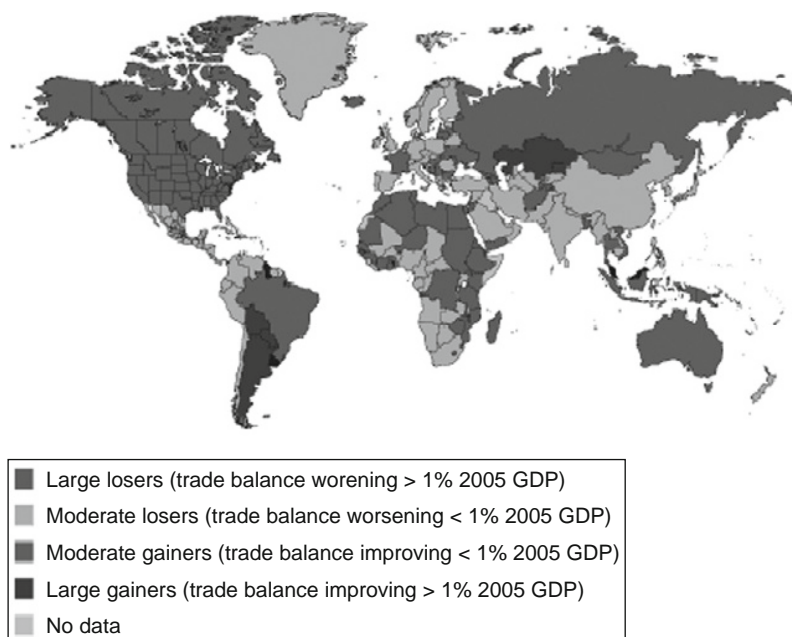 Large losers (trade balance worening > 1% 2005 GDP)
Moderate losers (trade balance worsening < 1% 2005 GDP)
Moderate gainers (trade balance improving < 1% 2005 GDP)
Large gainers (trade balance improving > 1% 2005 GDP)
No data